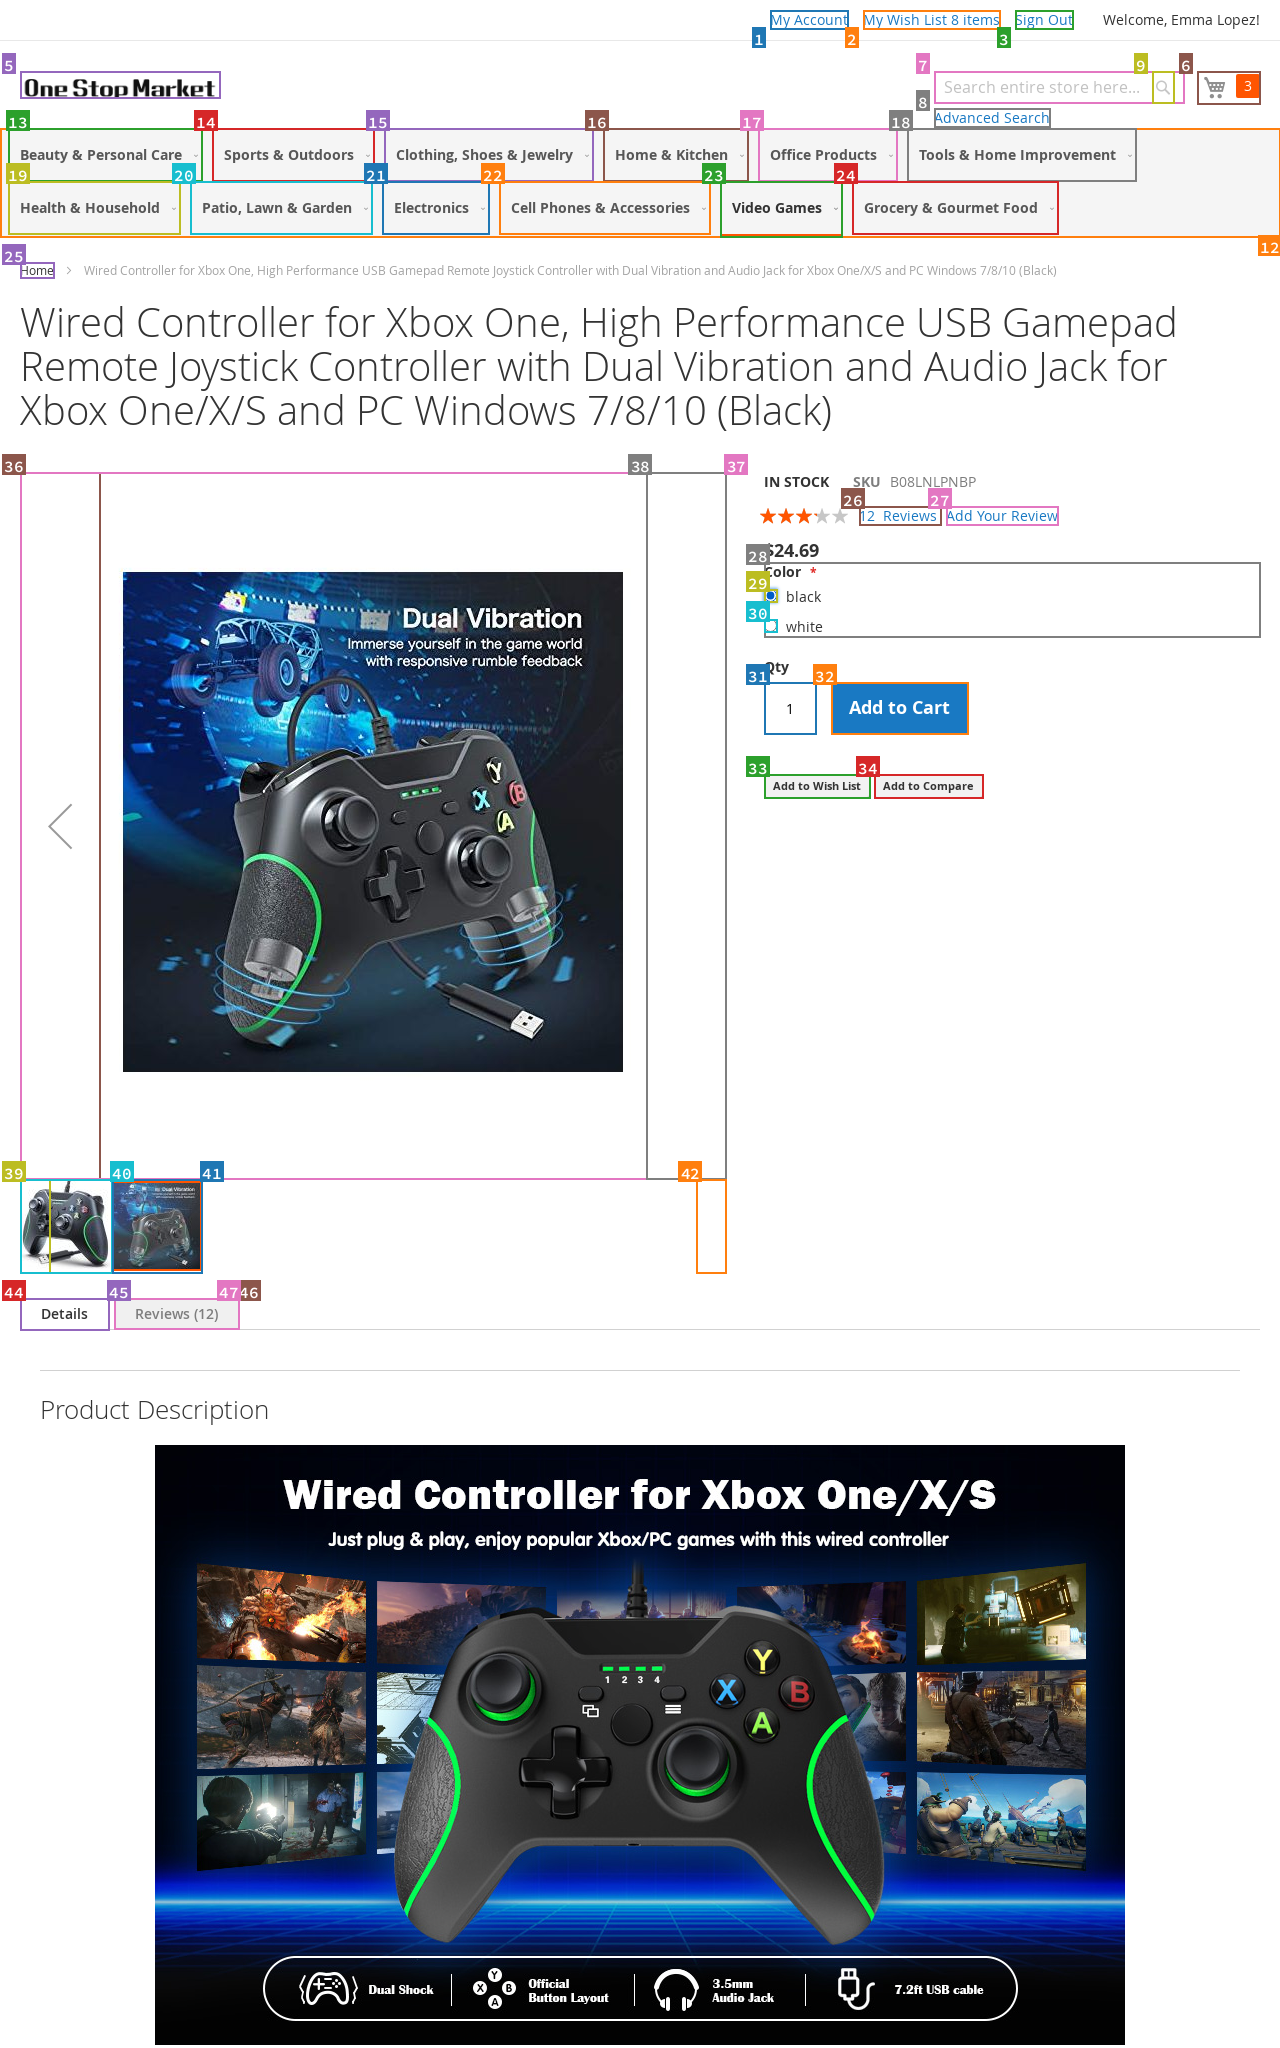 My Account
My Wish List 8 items
Sign Out
Welcome, Emma Lopez!
1
2
3
5
7
9
6
One Stop Market
Search entire store here...
3
8
Advanced Search
13
14
15
16
17
18
Beauty & Personal Care
Sports & Outdoors
Clothing, Shoes & Jewelry
Home & Kitchen
Office Products
Tools & Home Improvement
19
20
21
22
23
24
Health & Household
Patio, Lawn & Garden
Electronics
Cell Phones & Accessories
Video Games
Grocery & Gourmet Food
25
12
Home
Wired Controller for Xbox One, High Performance USB Gamepad Remote Joystick Controller with Dual Vibration and Audio Jack for Xbox One/X/S and PC Windows 7/8/10 (Black)
Wired Controller for Xbox One, High Performance USB Gamepad
Remote Joystick Controller with Dual Vibration and Audio Jack for
Xbox One/X/S and PC Windows 7/8/10 (Black)
36
38
37
IN STOCK
SKU B08LNLPNBP
26
27
12 Reviews
Add Your Review
28
$24.69
Color *
29
black
30
white
31
Qty
32
1
Add to Cart
33
34
Add to Wish List
Add to Compare
Dual Vibration
Immerse yourself in the game world
with responsive rumble feedback
Y
X
B
A
39
40
41
42
Dual Vibration
44
45
47
46
Details
Reviews (12)
Product Description
Wired Controller for Xbox One/X/S
Just plug & play, enjoy popular Xbox/PC games with this wired controller
1 2 3 4
Y
X
B
A
Y
X
B
A
Dual Shock
Official
Button Layout
3.5mm
Audio Jack
7.2ft USB cable